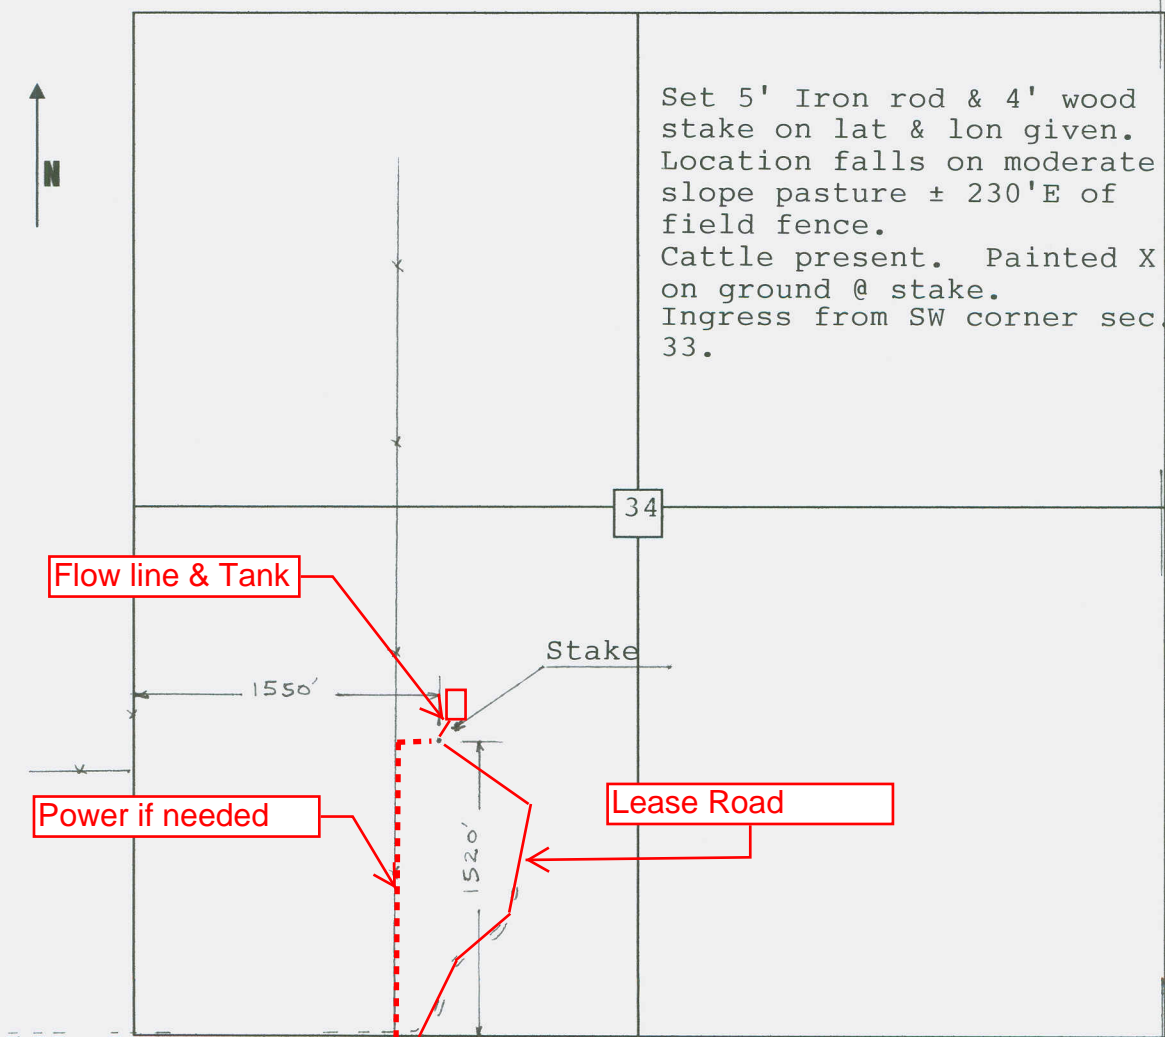 N
Set 5' Iron rod & 4' wood
stake on lat & lon given.
Location falls on moderate
slope pasture ± 230'E of
field fence.
Cattle present. Painted X
on ground @ stake.
Ingress from SW corner sec.
33.
34
Flow line & Tank
Stake
1550'
Power if needed
Lease Road
1520'